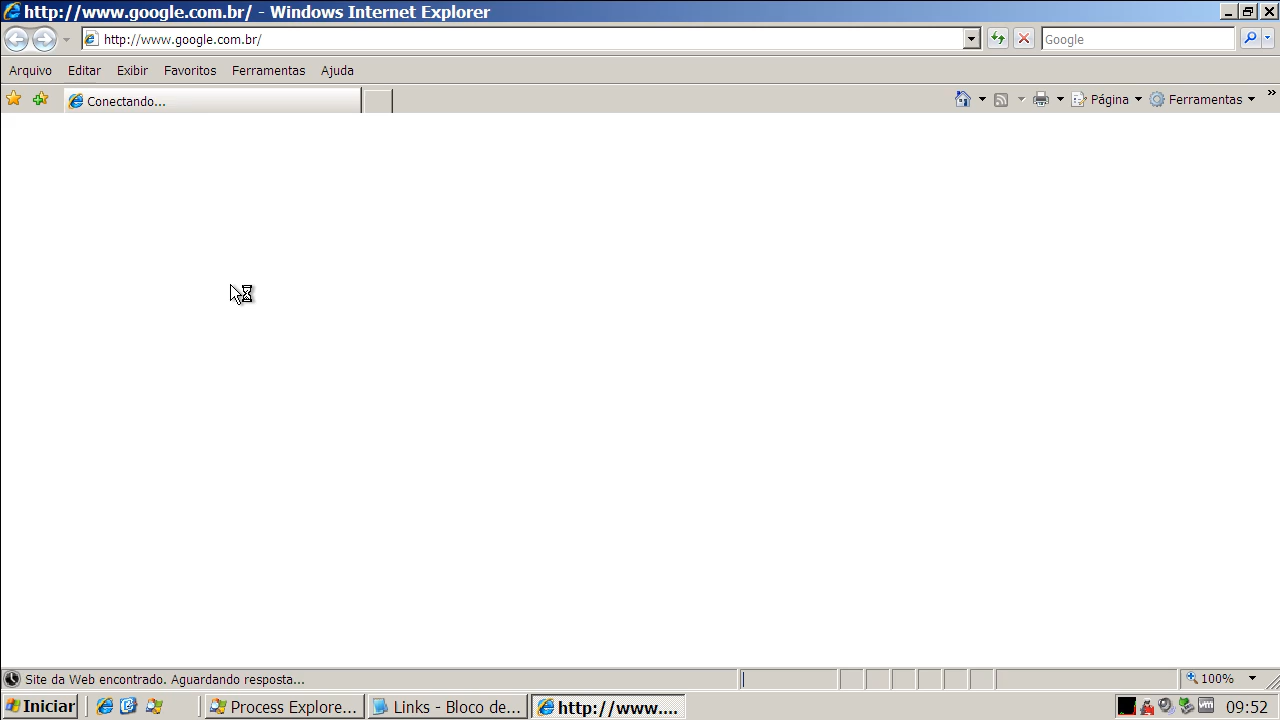 http://www.google.com.br/ - Windows Internet Explorer
http://www.google.com.br/
Google
Arquivo Editar Exibir Favoritos Ferramentas Ajuda
Conectando...
Página Ferramentas »
Site da Web encontrado. Aguardando resposta...
100%
Iniciar
Process Explore...
Links - Bloco de...
http://www....
09:52